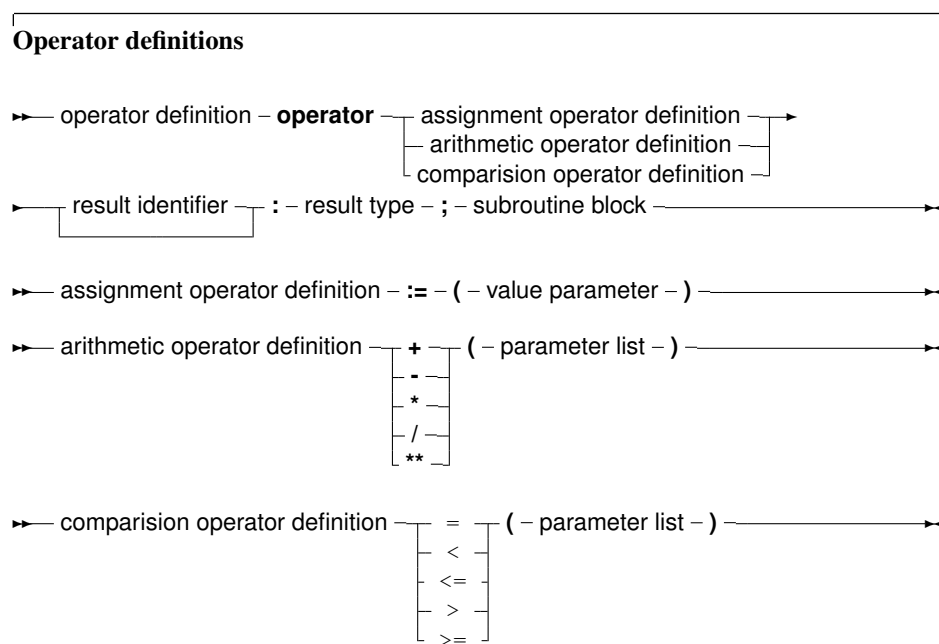 Operator definitions
operator definition operator assignment operator definition
arithmetic operator definition
comparision operator definition
result identifier : result type ; subroutine block
assignment operator definition := ( value parameter )
arithmetic operator definition + ( parameter list )
-
*
/
**
comparision operator definition = ( parameter list )
<
<=
>
>=